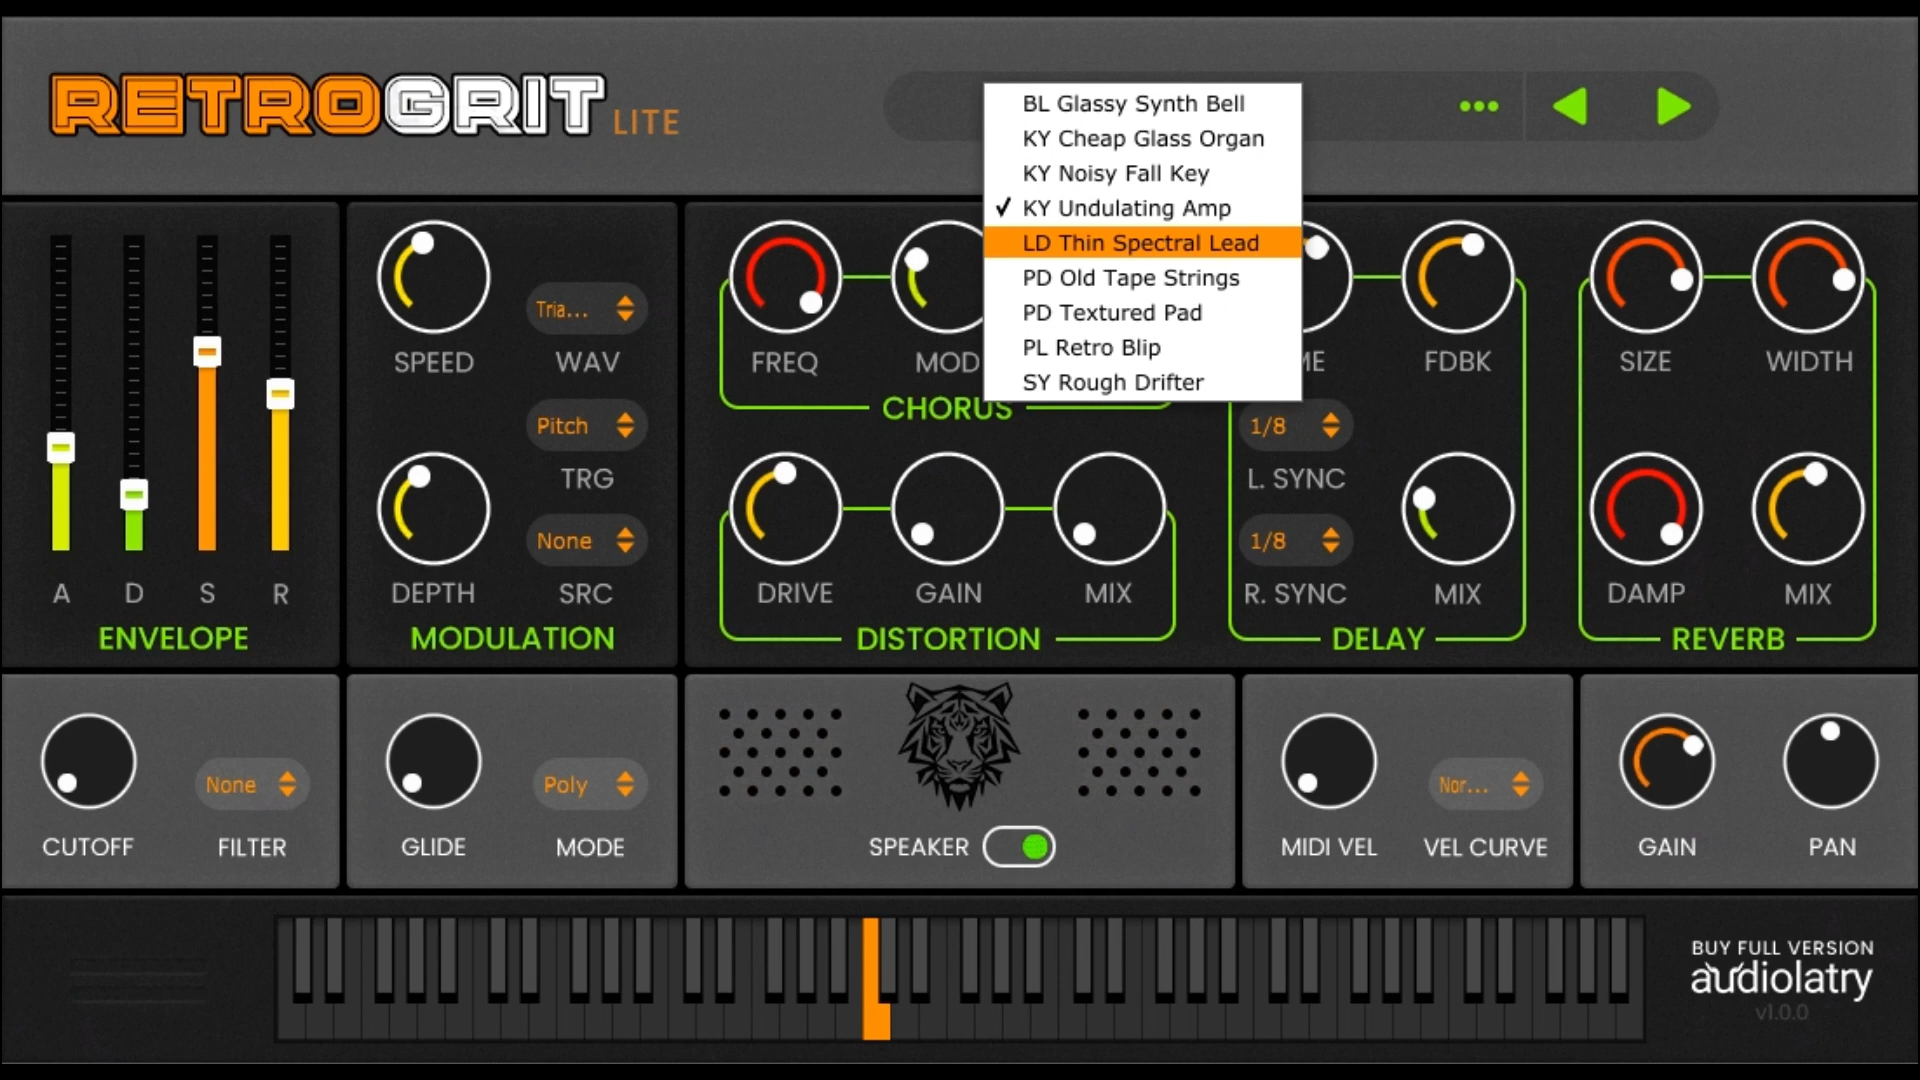 RETROGRIT LITE
BL Glassy Synth Bell
KY Cheap Glass Organ
KY Noisy Fall Key
✓ KY Undulating Amp
LD Thin Spectral Lead
PD Old Tape Strings
PD Textured Pad
PL Retro Blip
SY Rough Drifter
A D S R
ENVELOPE
SPEED
Tria...
WAV
Pitch
TRG
None
DEPTH
SRC
MODULATION
FREQ
MOD
CHORUS
DRIVE
GAIN
MIX
DISTORTION
ME
FDBK
1/8
L. SYNC
1/8
R. SYNC
MIX
DELAY
SIZE
WIDTH
DAMP
MIX
REVERB
CUTOFF
None
FILTER
GLIDE
Poly
MODE
SPEAKER
MIDI VEL
Nor...
VEL CURVE
GAIN
PAN
BUY FULL VERSION
audiolatry
v1.0.0